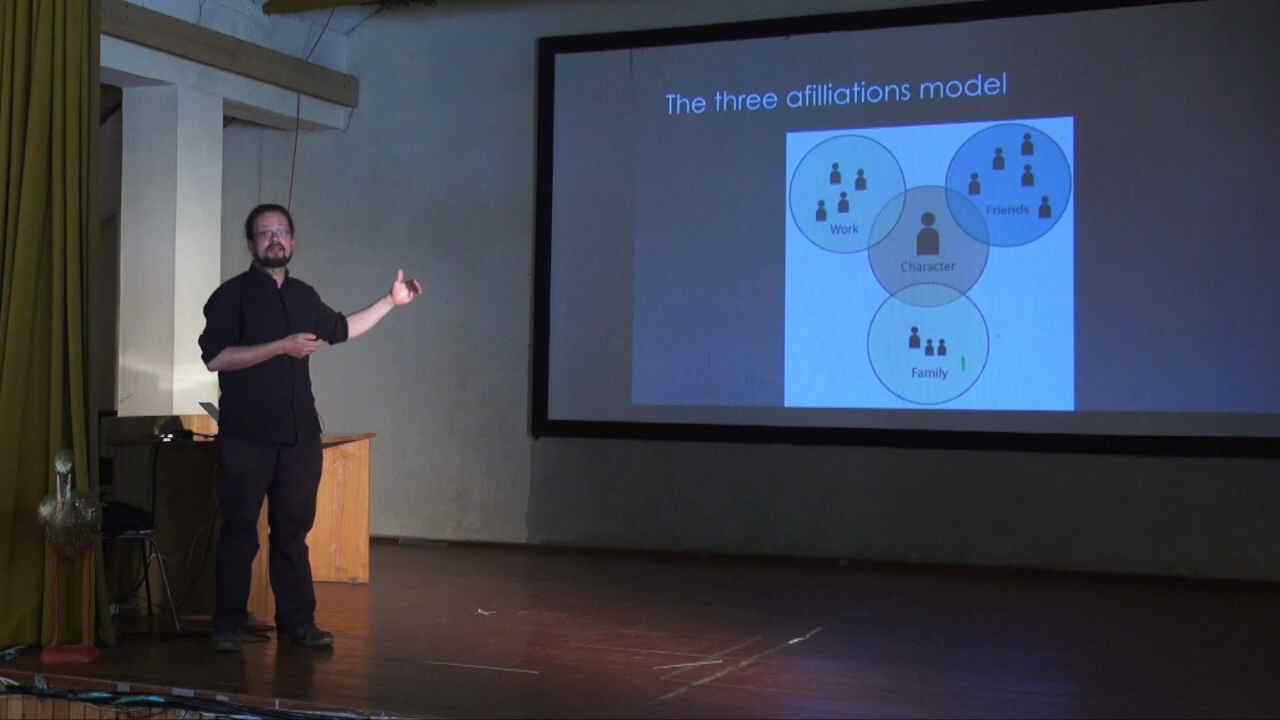 The three afilliations model
Work
Friends
Character
Family